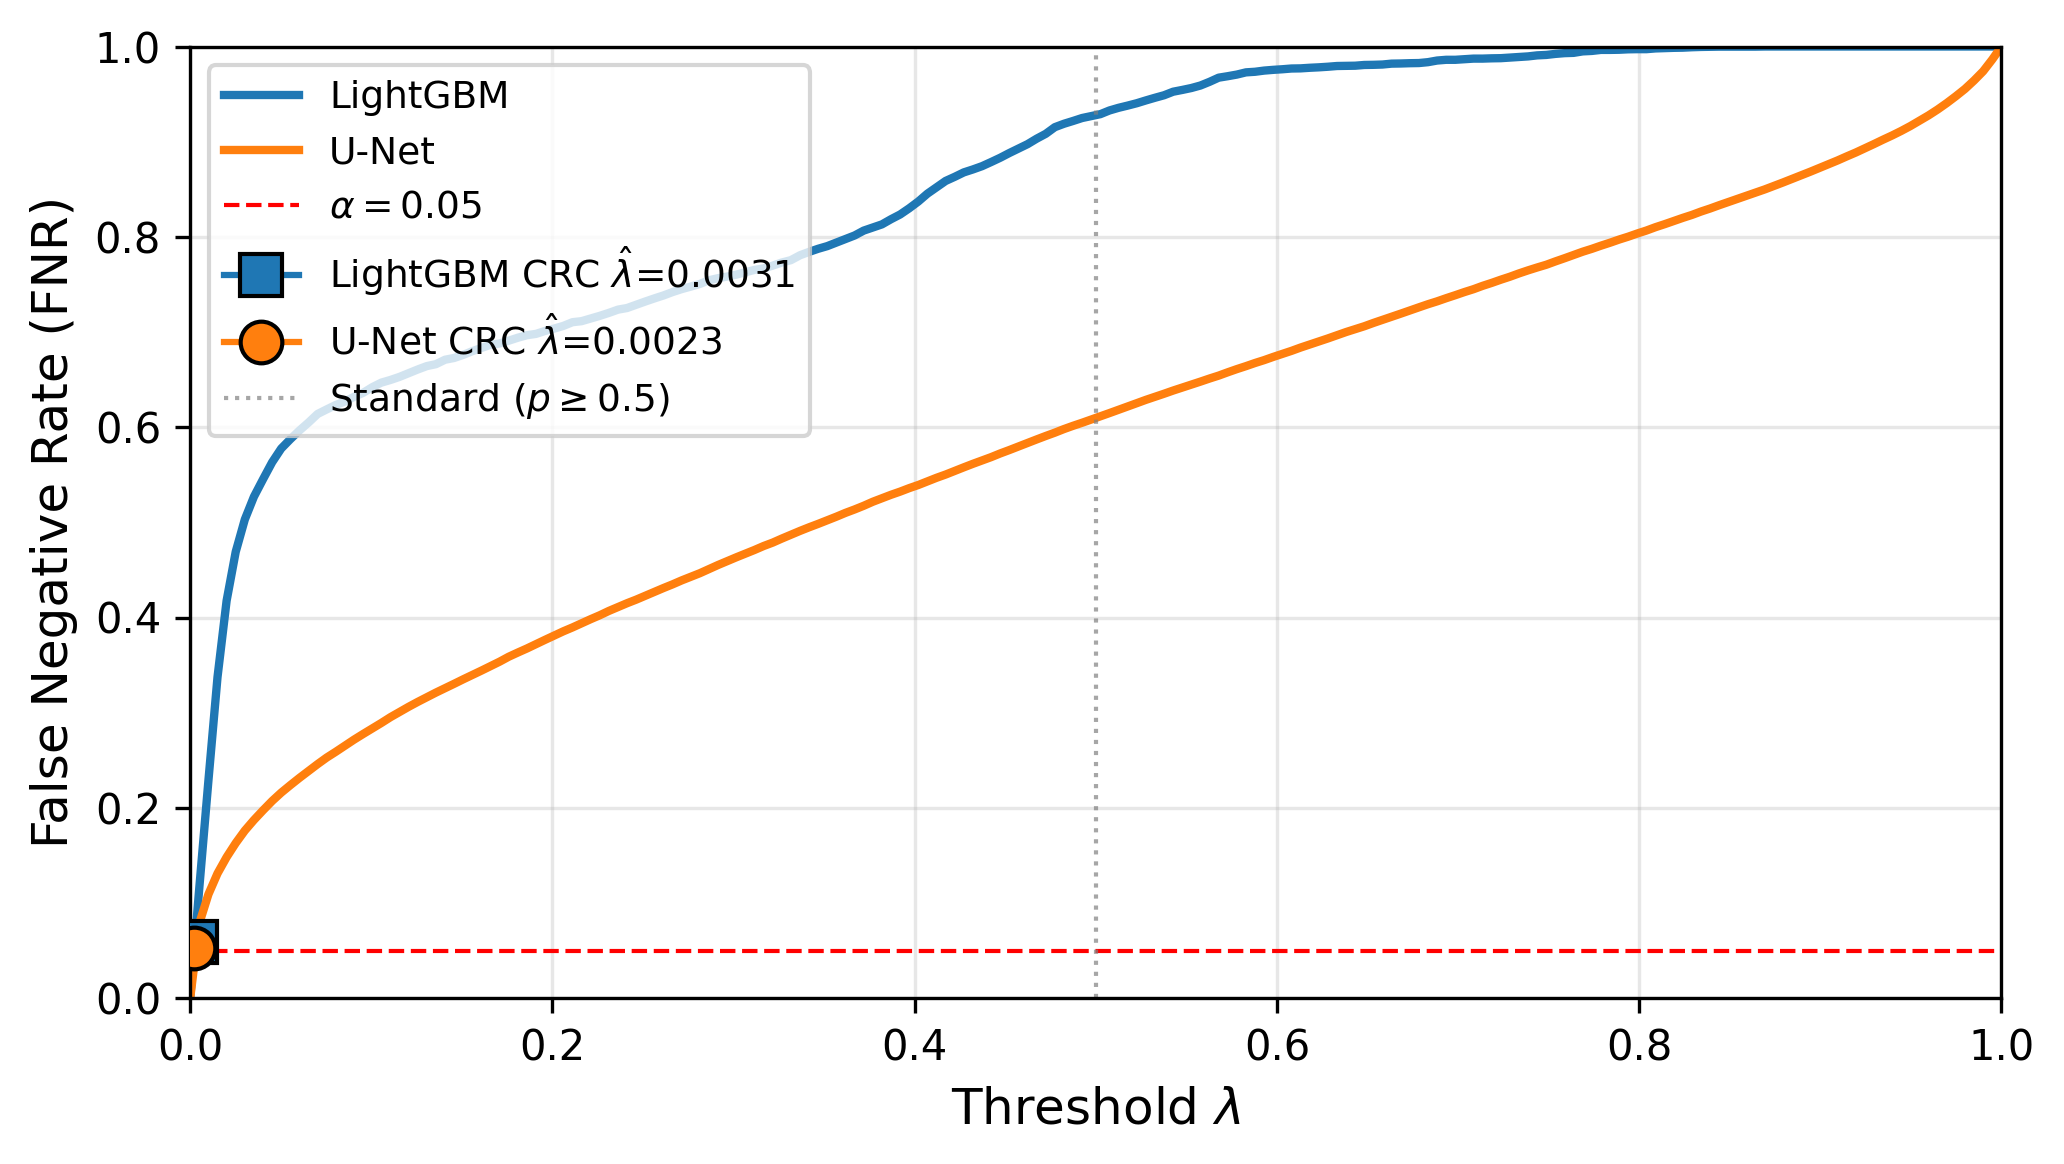 False Negative Rate (FNR)
1.0
0.8
0.6
0.4
0.2
0.0
LightGBM
U-Net
α = 0.05
LightGBM CRC λ̂=0.0031
U-Net CRC λ̂=0.0023
Standard (p ≥ 0.5)
0.0 0.2 0.4 0.6 0.8 1.0
Threshold λ